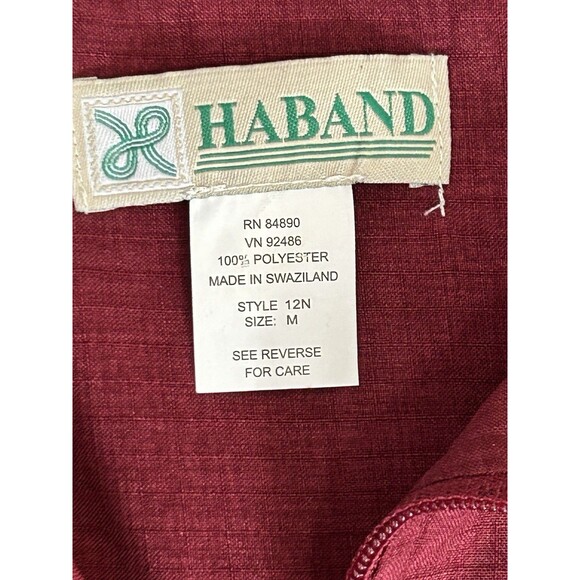 HABAND
RN 84890
VN 92486
100% POLYESTER
MADE IN SWAZILAND
STYLE 12N
SIZE: M
SEE REVERSE
FOR CARE